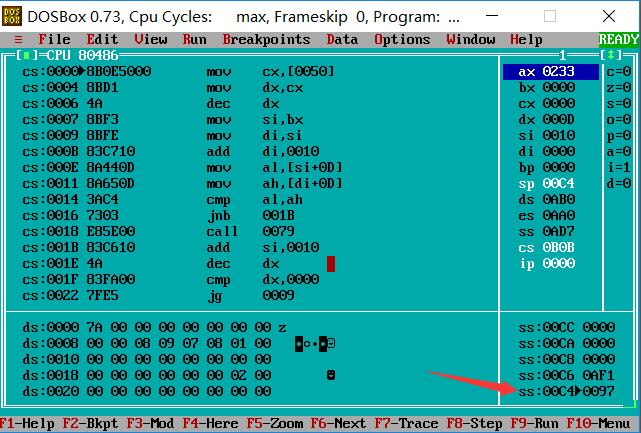 DOSBox 0.73, Cpu Cycles: max, Frameskip 0, Program: ...
≡ File Edit View Run Breakpoints Data Options Window Help READY
[■]=CPU 80486 1 [↕]
cs:0000▶8B0E5000 mov cx,[0050] ax 0233 c=0
cs:0004 8BD1 mov dx,cx bx 0000 z=0
cs:0006 4A dec dx cx 0000 s=0
cs:0007 8BF3 mov si,bx dx 000D o=0
cs:0009 8BFE mov di,si si 0010 p=0
cs:000B 83C710 add di,0010 di 0000 a=0
cs:000E 8A440D mov al,[si+0D] bp 0000 i=1
cs:0011 8A650D mov ah,[di+0D] sp 00C4 d=0
cs:0014 3AC4 cmp al,ah ds 0AB0
cs:0016 7303 jnb 001B es 0AA0
cs:0018 E85E00 call 0079 ss 0AD7
cs:001B 83C610 add si,0010 cs 0B0B
cs:001E 4A dec dx ip 0000
cs:001F 83FA00 cmp dx,0000
cs:0022 7FE5 jg 0009
ds:0000 7A 00 00 00 00 00 00 00 z ss:00CC 0000
ds:0008 00 00 08 09 07 08 01 00 ◘○•◘☺ ss:00CA 0000
ds:0010 00 00 00 00 00 00 00 00 ss:00C8 0000
ds:0018 00 00 00 00 00 00 02 00 ☻ ss:00C6 0AF1
ds:0020 00 00 00 00 00 00 00 00 ss:00C4▶0097
F1-Help F2-Bkpt F3-Mod F4-Here F5-Zoom F6-Next F7-Trace F8-Step F9-Run F10-Menu